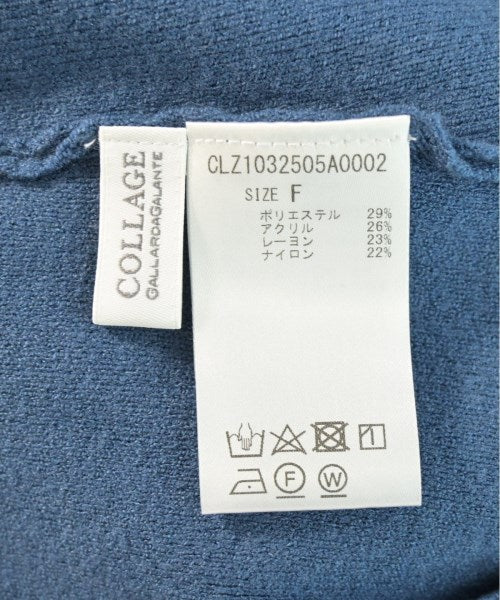 COLLAGE
GALLARDAGALANTE
CLZ1032505A0002
SIZE F
ポリエステル 29%
アクリル 26%
レーヨン 23%
ナイロン 22%
F W